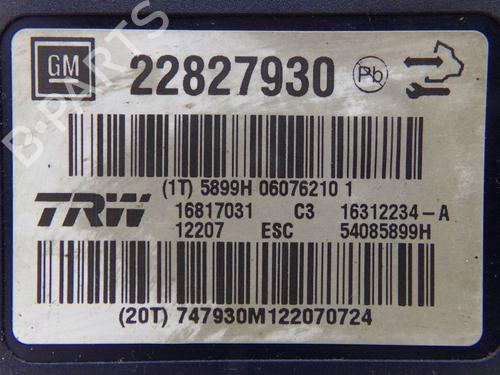 GM 22827930 Pb
(1T) 5899H 06076210 1
TRW 16817031 C3 16312234-A
12207 ESC 54085899H
(20T) 747930M122070724
B-PARTS